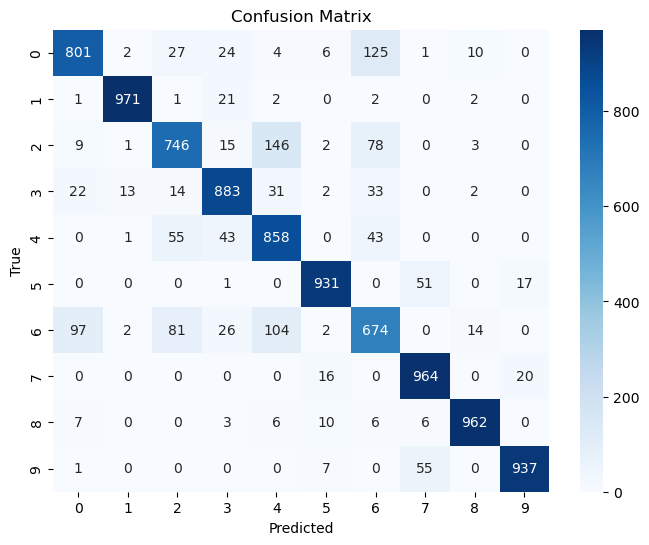 Confusion Matrix
0 801 2 27 24 4 6 125 1 10 0
1 1 971 1 21 2 0 2 0 2 0
2 9 1 746 15 146 2 78 0 3 0
3 22 13 14 883 31 2 33 0 2 0
4 0 1 55 43 858 0 43 0 0 0
5 0 0 0 1 0 931 0 51 0 17
6 97 2 81 26 104 2 674 0 14 0
7 0 0 0 0 0 16 0 964 0 20
8 7 0 0 3 6 10 6 6 962 0
9 1 0 0 0 0 7 0 55 0 937
0 1 2 3 4 5 6 7 8 9
Predicted
True
800
600
400
200
0